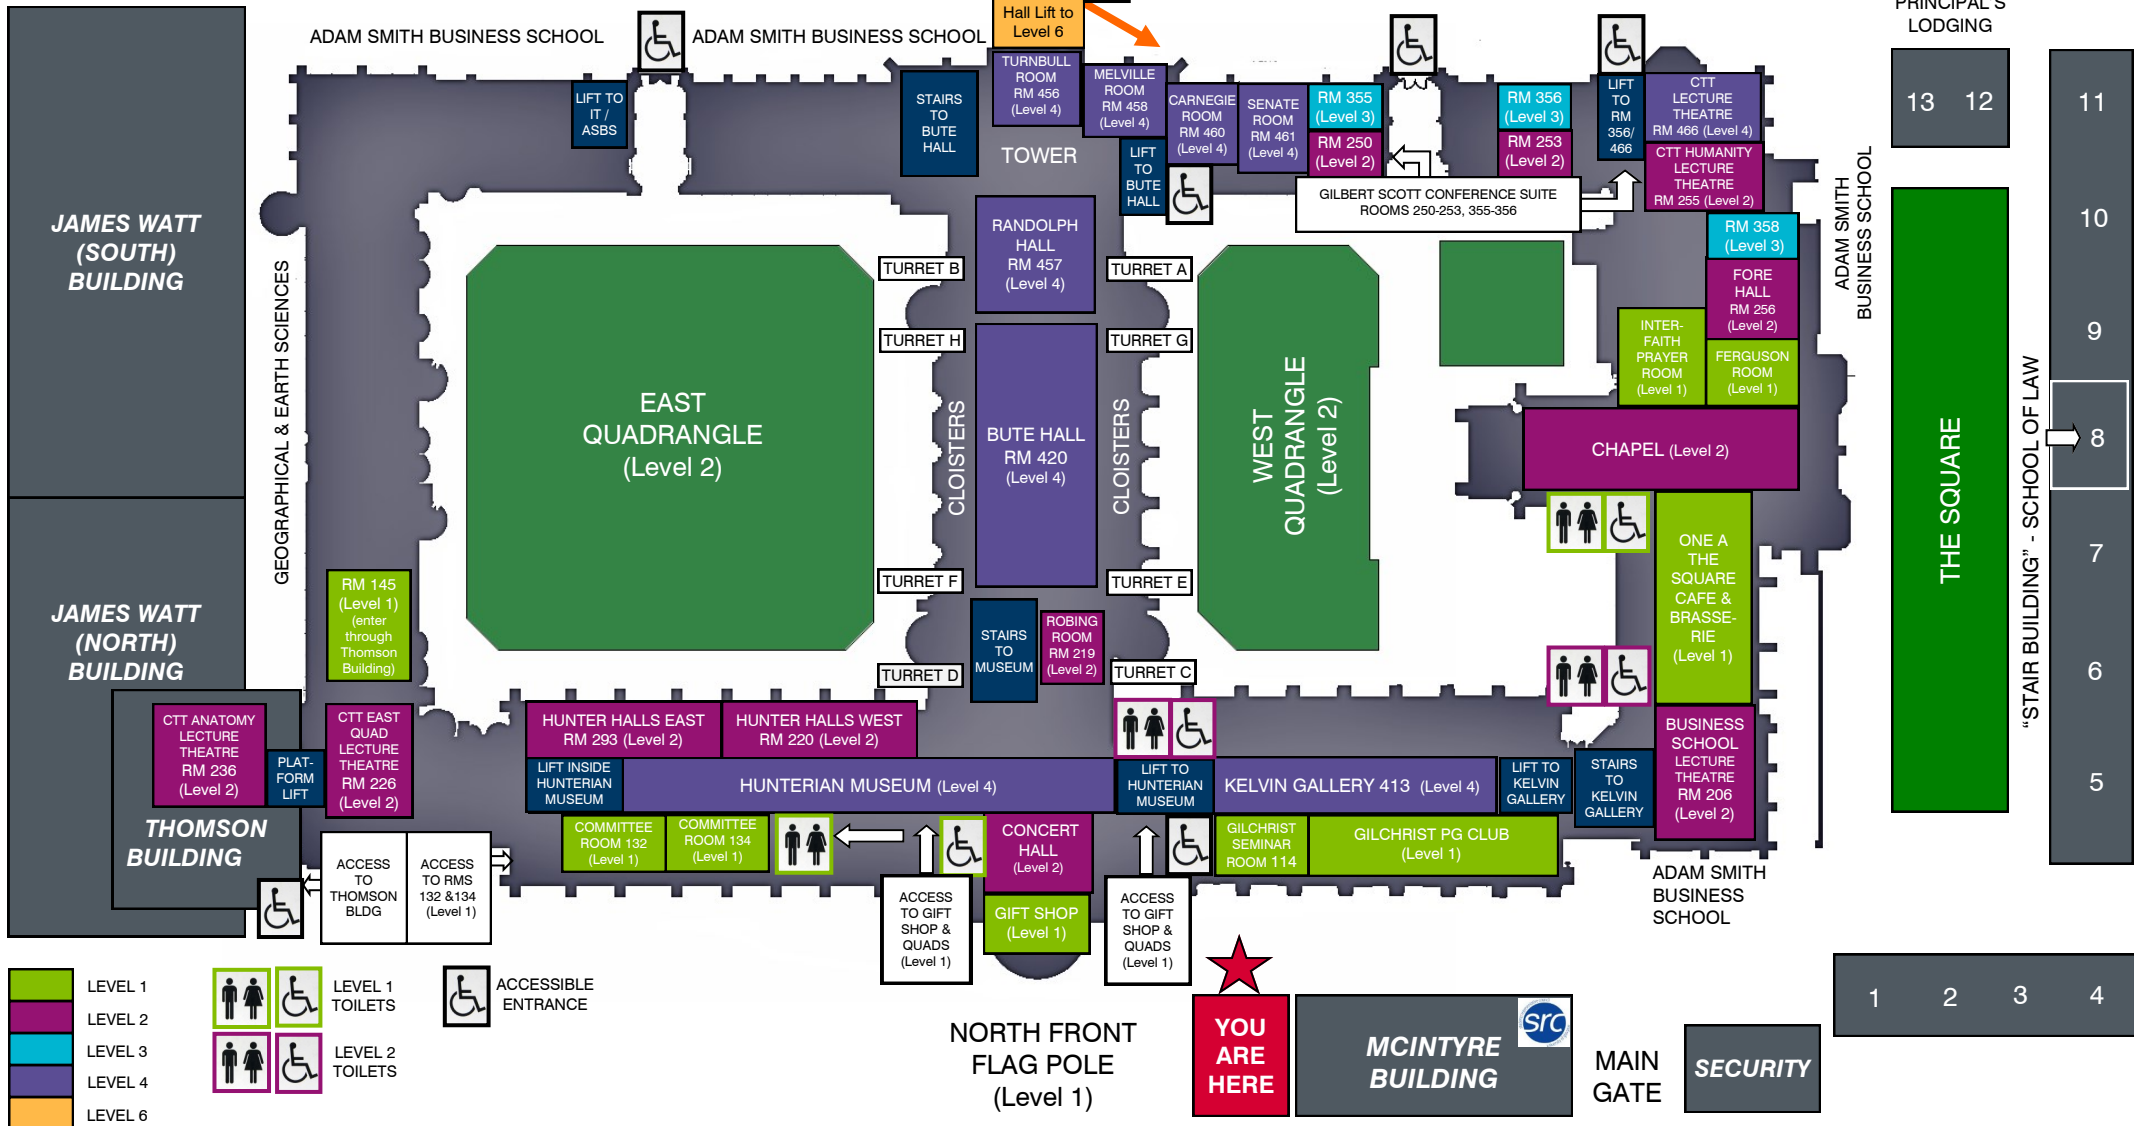 PRINCIPAL'S
LODGING
Hall Lift to
Level 6
ADAM SMITH BUSINESS SCHOOL
ADAM SMITH BUSINESS SCHOOL
JAMES WATT
(SOUTH)
BUILDING
LIFT TO
IT /
ASBS
STAIRS
TO
BUTE
HALL
TURNBULL
ROOM
RM 456
(Level 4)
MELVILLE
ROOM
RM 458
(Level 4)
CARNEGIE
ROOM
RM 460
(Level 4)
SENATE
ROOM
RM 461
(Level 4)
RM 355
(Level 3)
RM 250
(Level 2)
RM 356
(Level 3)
RM 253
(Level 2)
LIFT
TO
RM
356/
466
CTT
LECTURE
THEATRE
RM 466 (Level 4)
CTT HUMANITY
LECTURE
THEATRE
RM 255 (Level 2)
TOWER
LIFT
TO
BUTE
HALL
GILBERT SCOTT CONFERENCE SUITE
ROOMS 250-253, 355-356
13
12
11
10
9
8
7
6
5
ADAM SMITH
BUSINESS SCHOOL
RM 358
(Level 3)
FORE
HALL
RM 256
(Level 2)
INTER-
FAITH
PRAYER
ROOM
(Level 1)
FERGUSON
ROOM
(Level 1)
CHAPEL (Level 2)
RANDOLPH
HALL
RM 457
(Level 4)
TURRET B
TURRET A
TURRET H
TURRET G
GEOGRAPHICAL & EARTH SCIENCES
EAST
QUADRANGLE
(Level 2)
CLOISTERS
BUTE HALL
RM 420
(Level 4)
CLOISTERS
WEST
QUADRANGLE
(Level 2)
THE SQUARE
"STAIR BUILDING" - SCHOOL OF LAW
ONE A
THE
SQUARE
CAFE &
BRASSE-
RIE
(Level 1)
TURRET F
TURRET E
RM 145
(Level 1)
(enter
through
Thomson
Building)
JAMES WATT
(NORTH)
BUILDING
STAIRS
TO
MUSEUM
ROBING
ROOM
RM 219
(Level 2)
TURRET D
TURRET C
CTT ANATOMY
LECTURE
THEATRE
RM 236
(Level 2)
PLAT-
FORM
LIFT
CTT EAST
QUAD
LECTURE
THEATRE
RM 226
(Level 2)
THOMSON
BUILDING
HUNTER HALLS EAST
RM 293 (Level 2)
HUNTER HALLS WEST
RM 220 (Level 2)
LIFT INSIDE
HUNTERIAN
MUSEUM
HUNTERIAN MUSEUM (Level 4)
LIFT TO
HUNTERIAN
MUSEUM
KELVIN GALLERY 413 (Level 4)
LIFT TO
KELVIN
GALLERY
STAIRS
TO
KELVIN
GALLERY
BUSINESS
SCHOOL
LECTURE
THEATRE
RM 206
(Level 2)
COMMITTEE
ROOM 132
(Level 1)
COMMITTEE
ROOM 134
(Level 1)
CONCERT
HALL
(Level 2)
GILCHRIST
SEMINAR
ROOM 114
GILCHRIST PG CLUB
(Level 1)
ACCESS
TO
THOMSON
BLDG
ACCESS
TO RMS
132 &134
(Level 1)
ACCESS
TO GIFT
SHOP &
QUADS
(Level 1)
GIFT SHOP
(Level 1)
ACCESS
TO GIFT
SHOP &
QUADS
(Level 1)
ADAM SMITH
BUSINESS
SCHOOL
LEVEL 1
LEVEL 2
LEVEL 3
LEVEL 4
LEVEL 6
LEVEL 1
TOILETS
LEVEL 2
TOILETS
ACCESSIBLE
ENTRANCE
NORTH FRONT
FLAG POLE
(Level 1)
YOU
ARE
HERE
MCINTYRE
BUILDING
src
MAIN
GATE
SECURITY
1
2
3
4